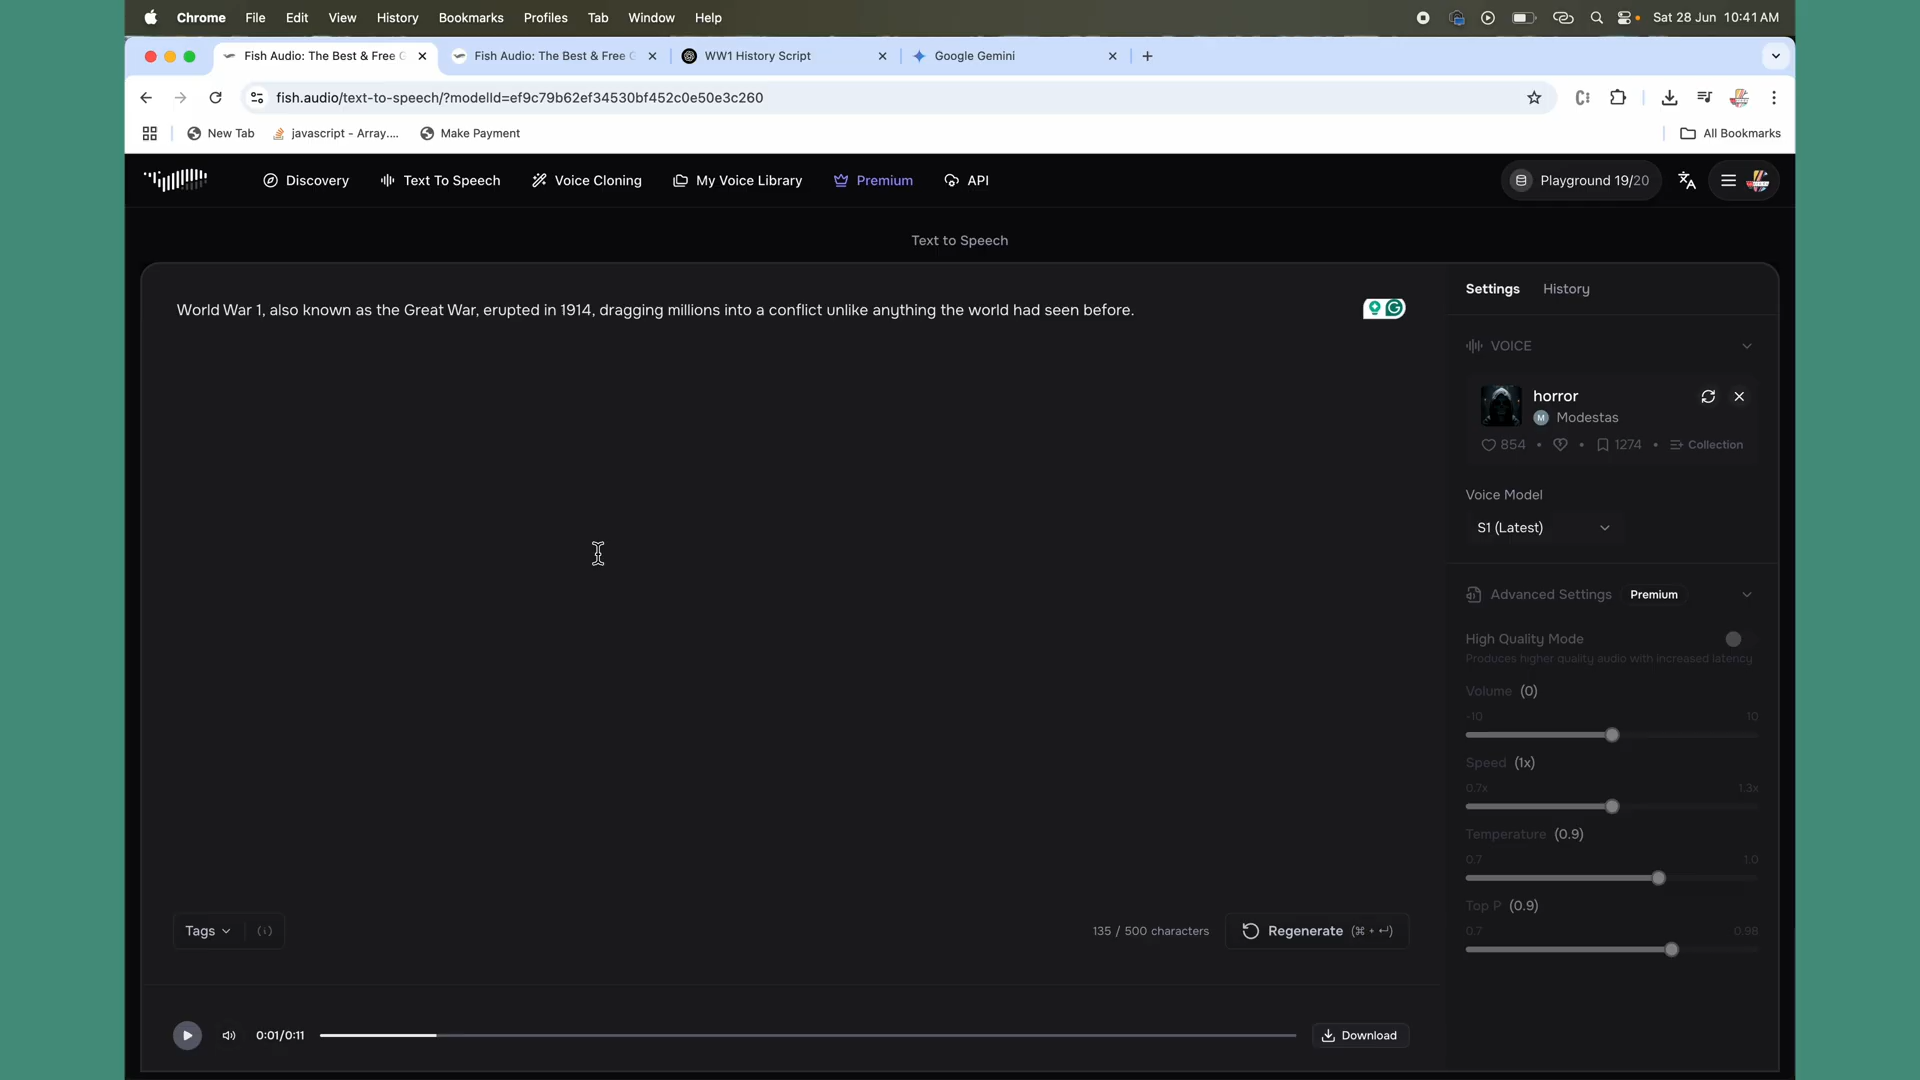 Chrome File Edit View History Bookmarks Profiles Tab Window Help Sat 28 Jun 10:41 AM
Fish Audio: The Best & Free G Fish Audio: The Best & Free G WW1 History Script Google Gemini
fish.audio/text-to-speech/?modelId=ef9c79b62ef34530bf452c0e50e3c260
New Tab javascript - Array.... Make Payment All Bookmarks
Discovery Text To Speech Voice Cloning My Voice Library Premium API Playground 19/20
Text to Speech
World War 1, also known as the Great War, erupted in 1914, dragging millions into a conflict unlike anything the world had seen before.
Settings History
VOICE
horror
M Modestas
854 • • 1274 • Collection
Voice Model
S1 (Latest)
Advanced Settings Premium
High Quality Mode
Produces higher quality audio with increased latency
Volume (0)
-10 10
Speed (1x)
0.7x 1.3x
Temperature (0.9)
0.7 1.0
Top P (0.9)
0.7 0.98
Tags 135 / 500 characters Regenerate (⌘ + ↵)
0:01/0:11 Download